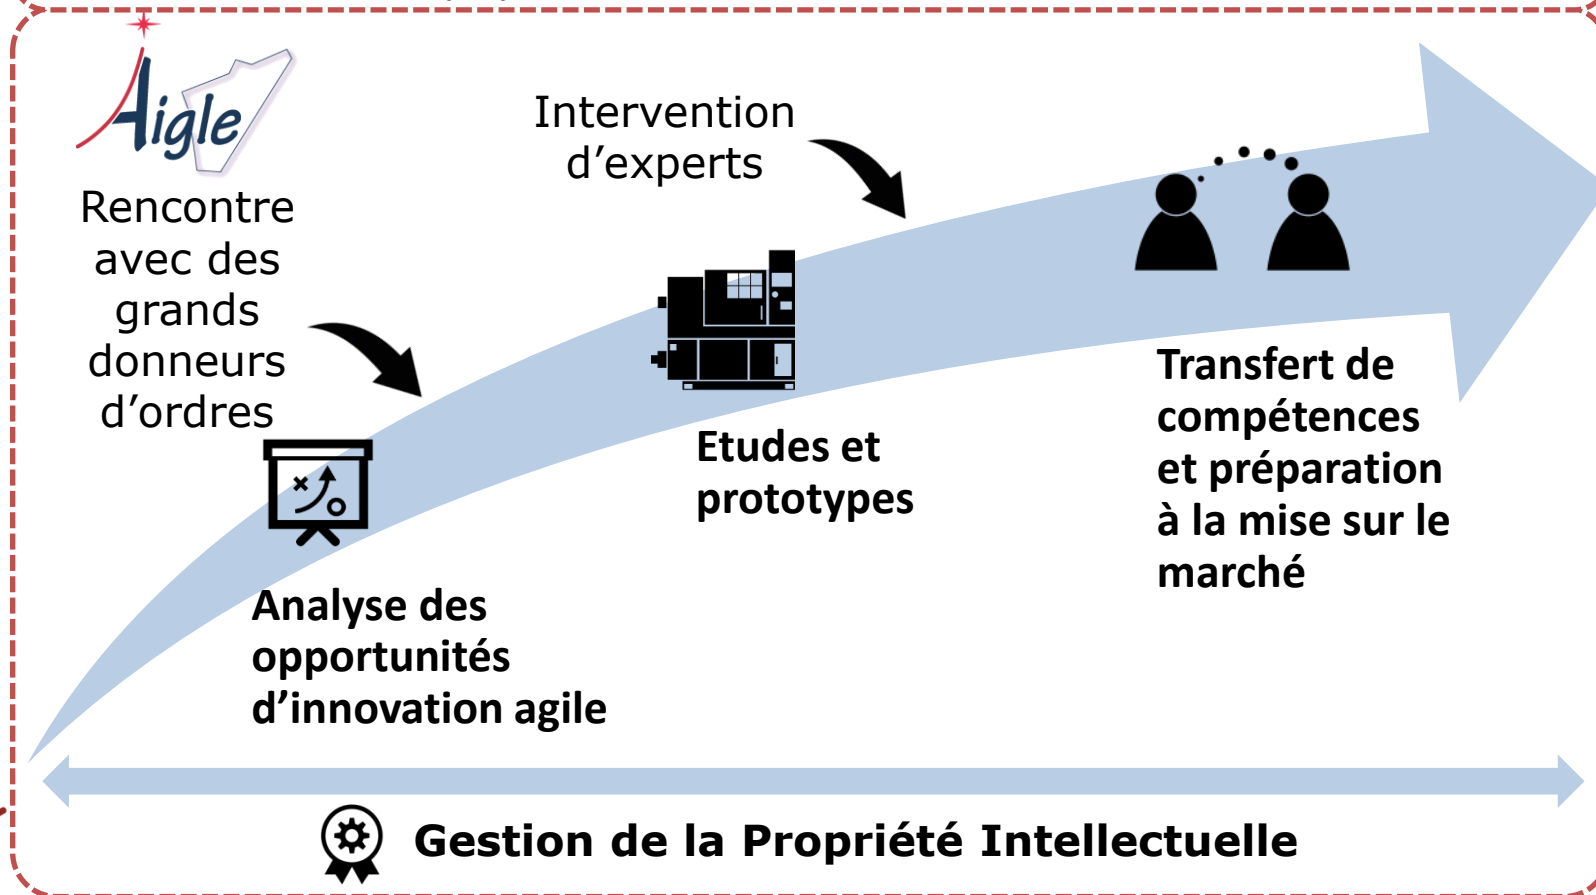 Aigle
Rencontre
avec des
grands
donneurs
d’ordres
Intervention
d’experts
Analyse des
opportunités
d’innovation agile
Etudes et
prototypes
Transfert de
compétences
et préparation
à la mise sur le
marché
Gestion de la Propriété Intellectuelle